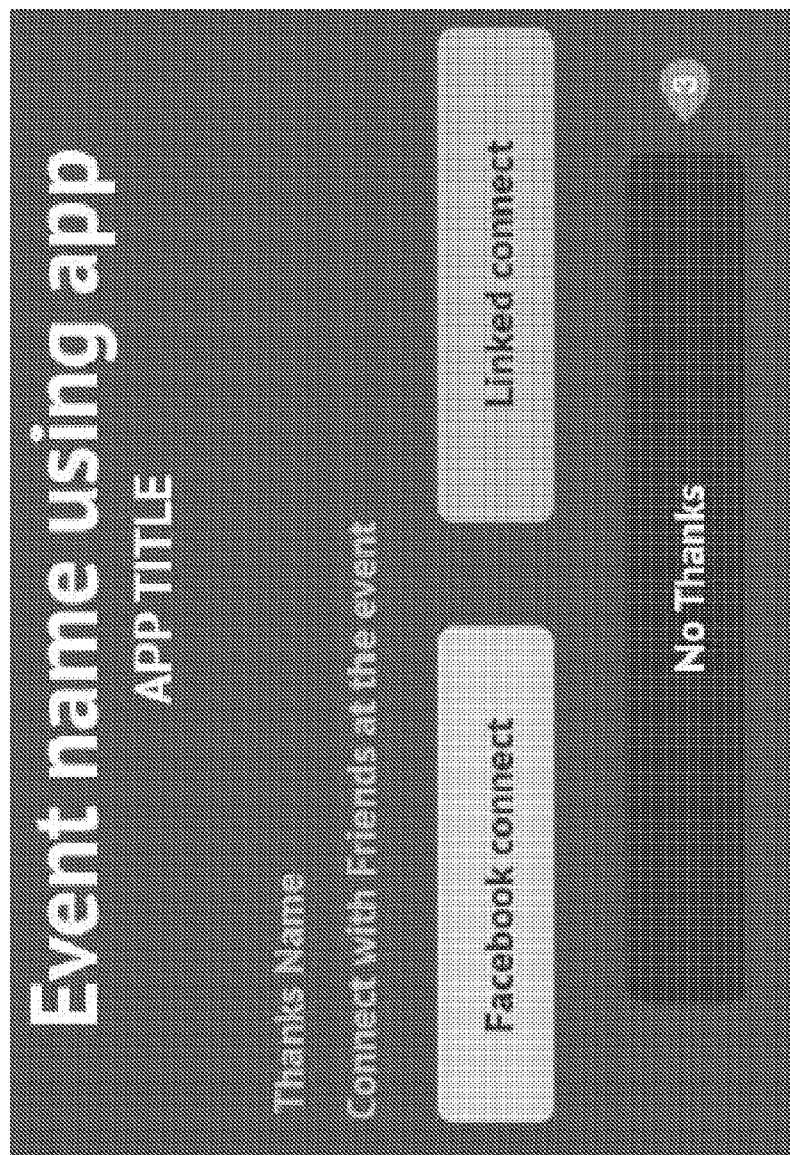 Event name using app
APP TITLE
Thanks Name
Connect with Friends at the event
Facebook connect
Linked connect
No Thanks
3